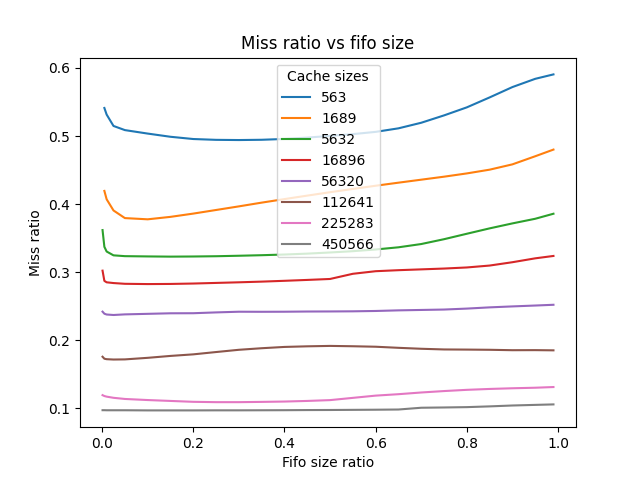 Miss ratio vs fifo size
Cache sizes
563
1689
5632
16896
56320
112641
225283
450566
0.6
0.5
0.4
0.3
0.2
0.1
Miss ratio
0.0 0.2 0.4 0.6 0.8 1.0
Fifo size ratio